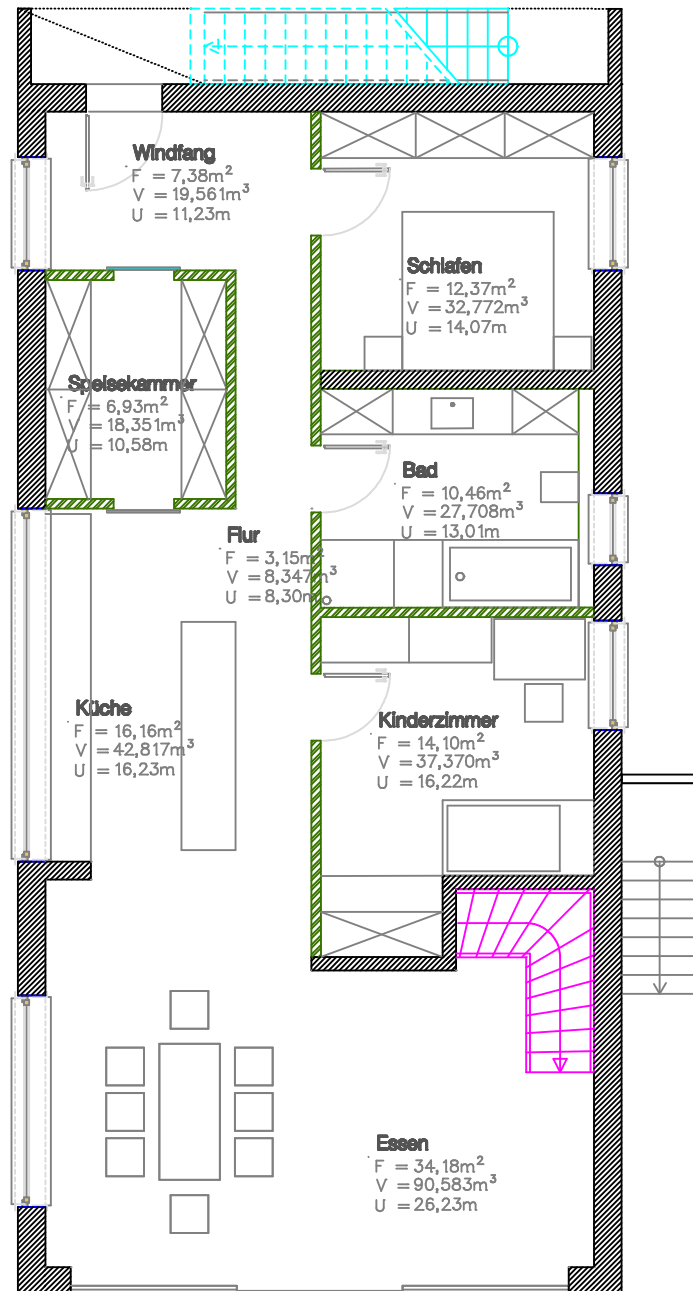 Windfang
F = 7,38m²
V = 19,561m³
U = 11,23m
Schlafen
F = 12,37m²
V = 32,772m³
U = 14,07m
Speisekammer
F = 6,93m²
V = 18,351m³
U = 10,58m
Bad
F = 10,46m²
V = 27,708m³
U = 13,01m
Flur
F = 3,15m²
V = 8,347m³
U = 8,30m
Küche
F = 16,16m²
V = 42,817m³
U = 16,23m
Kinderzimmer
F = 14,10m²
V = 37,370m³
U = 16,22m
Essen
F = 34,18m²
V = 90,583m³
U = 26,23m